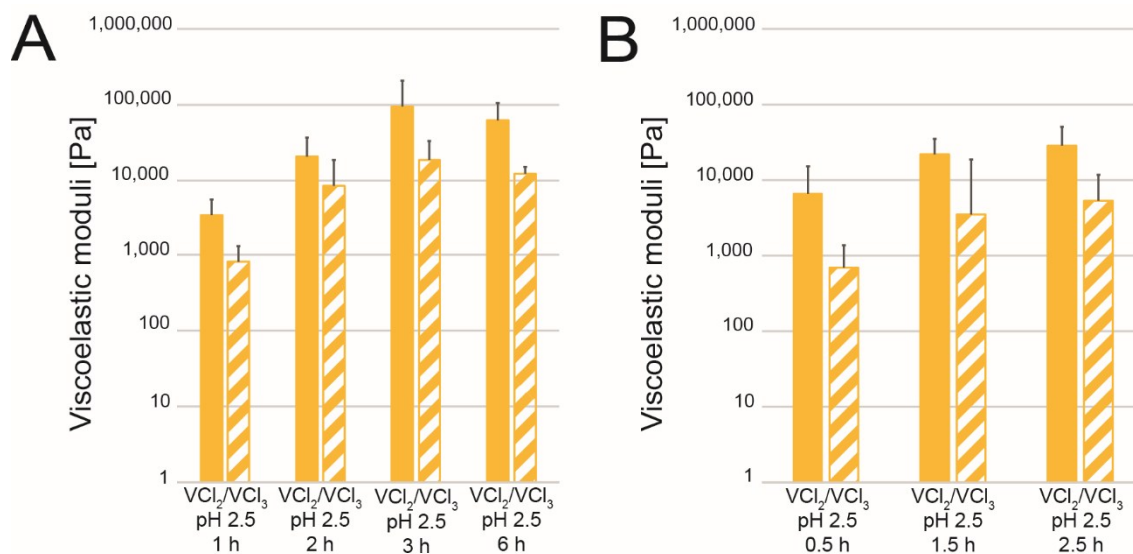 A
Viscoelastic moduli [Pa]
1,000,000
100,000
10,000
1,000
100
10
1
VCl₂/VCl₃ VCl₂/VCl₃ VCl₂/VCl₃ VCl₂/VCl₃
pH 2.5 pH 2.5 pH 2.5 pH 2.5
1 h 2 h 3 h 6 h
B
Viscoelastic moduli [Pa]
1,000,000
100,000
10,000
1,000
100
10
1
VCl₂/VCl₃ VCl₂/VCl₃ VCl₂/VCl₃
pH 2.5 pH 2.5 pH 2.5
0.5 h 1.5 h 2.5 h